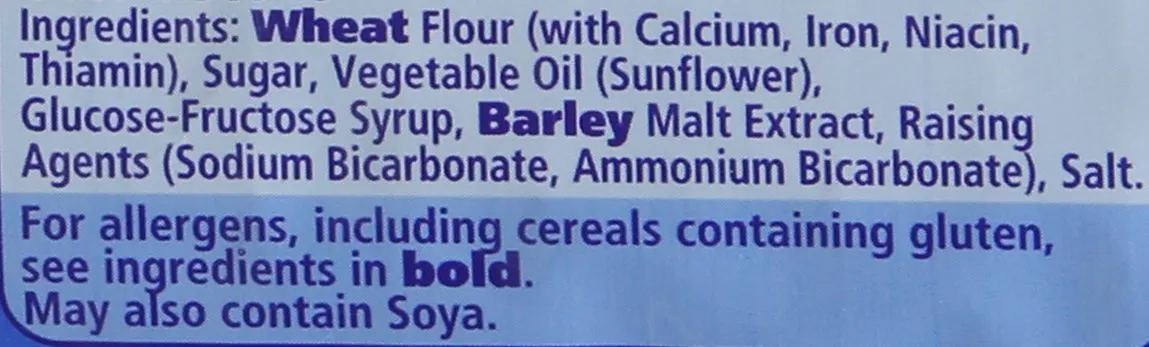 Ingredients: Wheat Flour (with Calcium, Iron, Niacin,
Thiamin), Sugar, Vegetable Oil (Sunflower),
Glucose-Fructose Syrup, Barley Malt Extract, Raising
Agents (Sodium Bicarbonate, Ammonium Bicarbonate), Salt.
For allergens, including cereals containing gluten,
see ingredients in bold.
May also contain Soya.